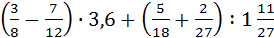 (3/8 − 7/12) · 3,6 + (5/18 + 2/27) : 1 11/27